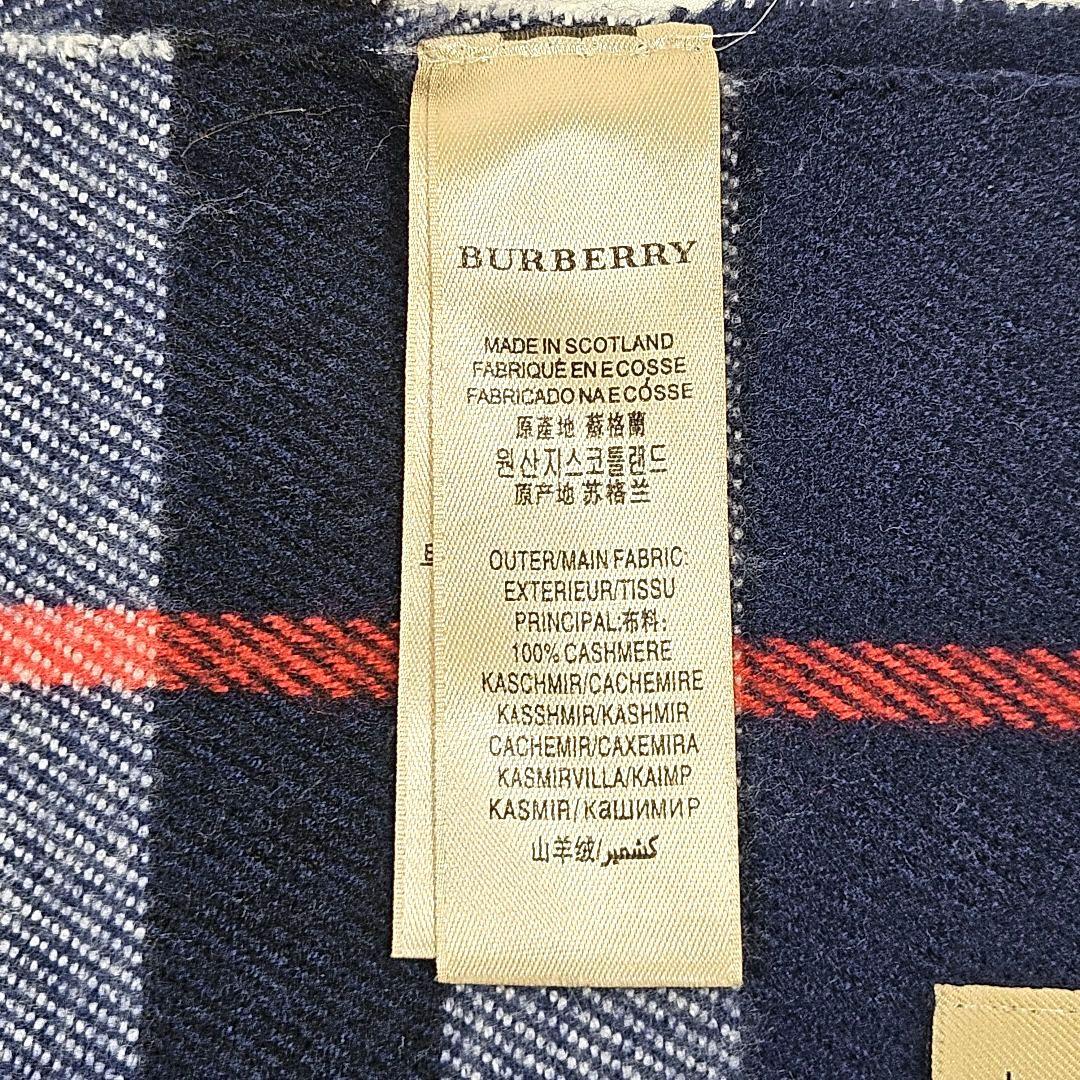 BURBERRY
MADE IN SCOTLAND
FABRIQUÉ EN ECOSSE
FABRICADO NA ECÓSSE
原產地 蘇格蘭
원산지스코틀랜드
原产地 苏格兰
OUTER/MAIN FABRIC:
EXTERIEUR/TISSU
PRINCIPAL:布料:
100% CASHMERE
KASCHMIR/CACHEMIRE
KASSHMIR/KASHMIR
CACHEMIR/CAXEMIRA
KASMIRVILLA/KAIMP
KASMIR/кашимир
山羊绒/كشمير